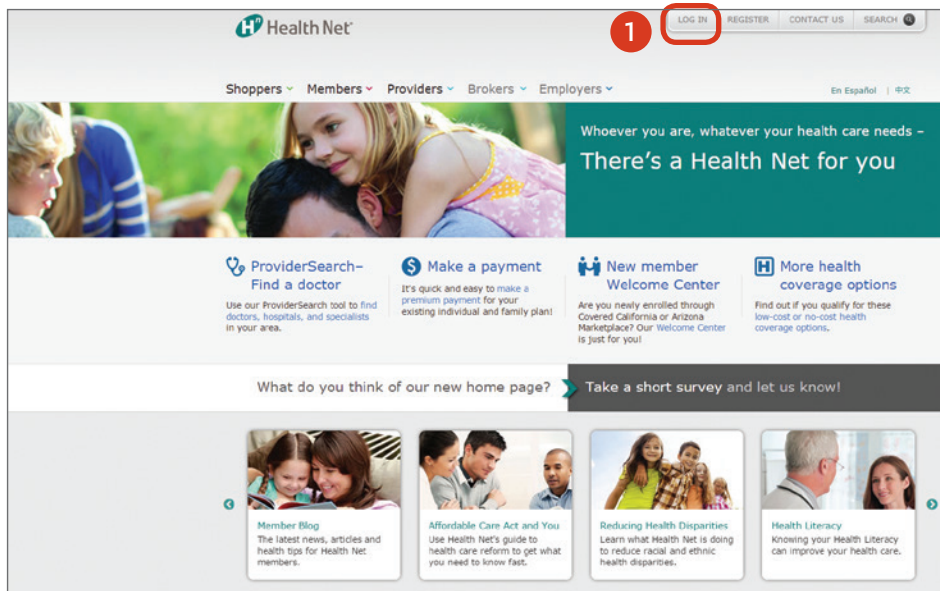 Health Net
1
LOG IN REGISTER CONTACT US SEARCH
Shoppers Members Providers Brokers Employers
En Español | 中文
Whoever you are, whatever your health care needs –
There's a Health Net for you
ProviderSearch–
Find a doctor
Use our ProviderSearch tool to find
doctors, hospitals, and specialists
in your area.
Make a payment
It's quick and easy to make a
premium payment for your
existing individual and family plan!
New member
Welcome Center
Are you newly enrolled through
Covered California or Arizona
Marketplace? Our Welcome Center
is just for you!
More health
coverage options
Find out if you qualify for these
low-cost or no-cost health
coverage options.
What do you think of our new home page?
Take a short survey and let us know!
Member Blog
The latest news, articles and
health tips for Health Net
members.
Affordable Care Act and You
Use Health Net's guide to
health care reform to get what
you need to know fast.
Reducing Health Disparities
Learn what Health Net is doing
to reduce racial and ethnic
health disparities.
Health Literacy
Knowing your Health Literacy
can improve your health care.